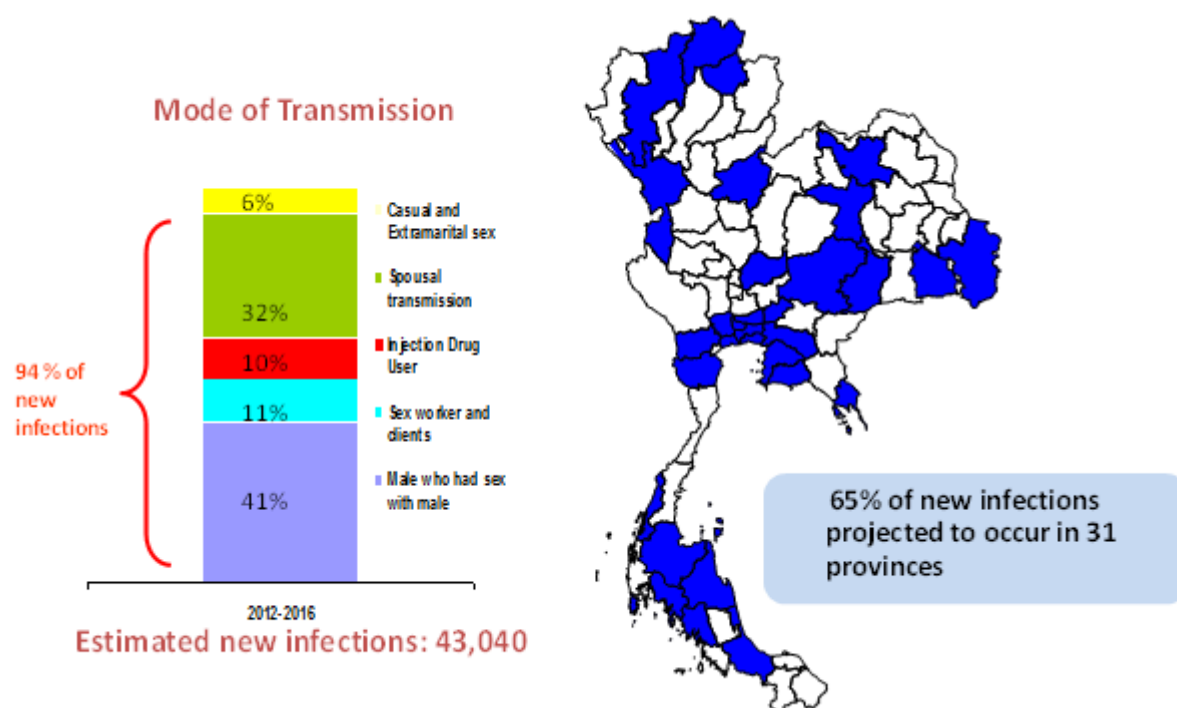 Mode of Transmission
6%
32%
10%
11%
41%
94 % of
new
infections
Casual and
Extramarital sex
Spousal
transmission
Injection Drug
User
Sex worker and
clients
Male who had sex
with male
2012-2016
Estimated new infections: 43,040
65% of new infections
projected to occur in 31
provinces